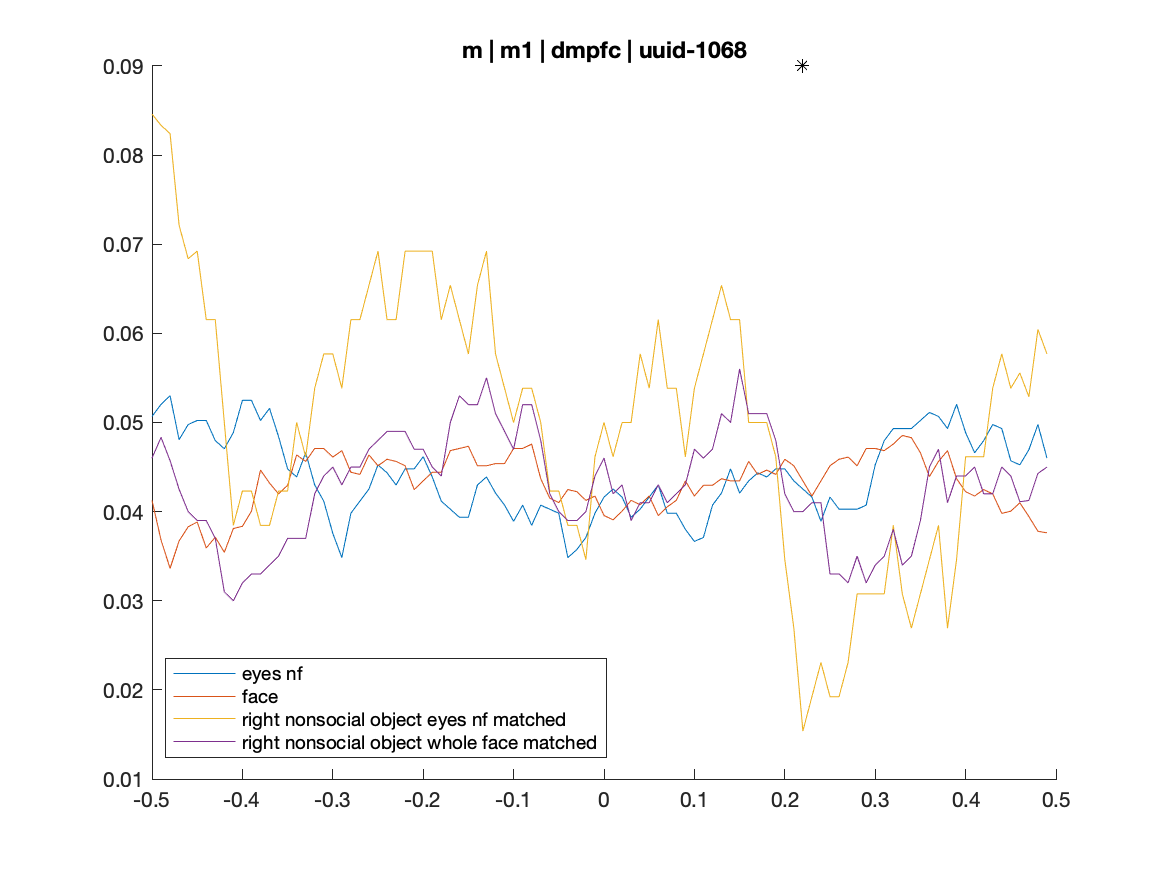 m | m1 | dmpfc | uuid-1068
0.09
0.08
0.07
0.06
0.05
0.04
0.03
0.02
0.01
eyes nf
face
right nonsocial object eyes nf matched
right nonsocial object whole face matched
-0.5 -0.4 -0.3 -0.2 -0.1 0 0.1 0.2 0.3 0.4 0.5